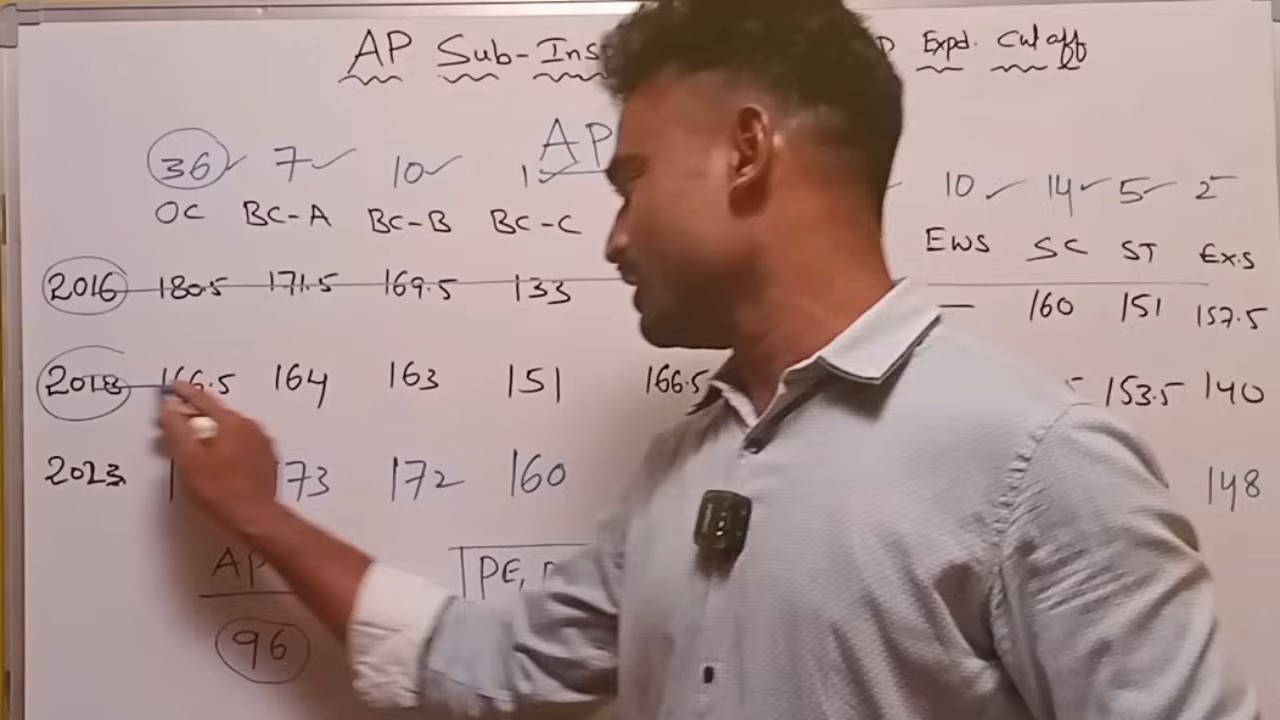 AP Sub-Ins Expd. Cutoff
AP
36 7 10 1 10 14 5 2
OC BC-A BC-B BC-C EWS SC ST Ex.S
2016 180.5 171.5 169.5 133 — 160 151 157.5
2018 166.5 164 163 151 166.5 153.5 140
2023 173 172 160 148
AP PE,
96